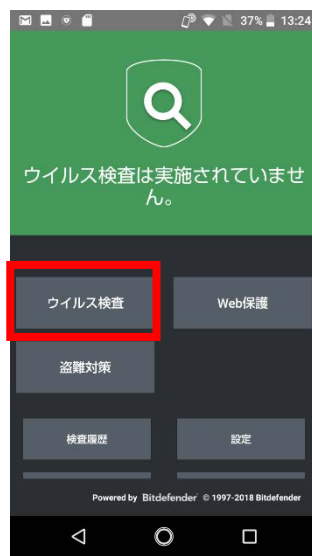 37% 13:24
ウイルス検査は実施されていませ
ん。
ウイルス検査 Web保護
盗難対策
検査履歴 設定
Powered by Bitdefender © 1997-2018 Bitdefender